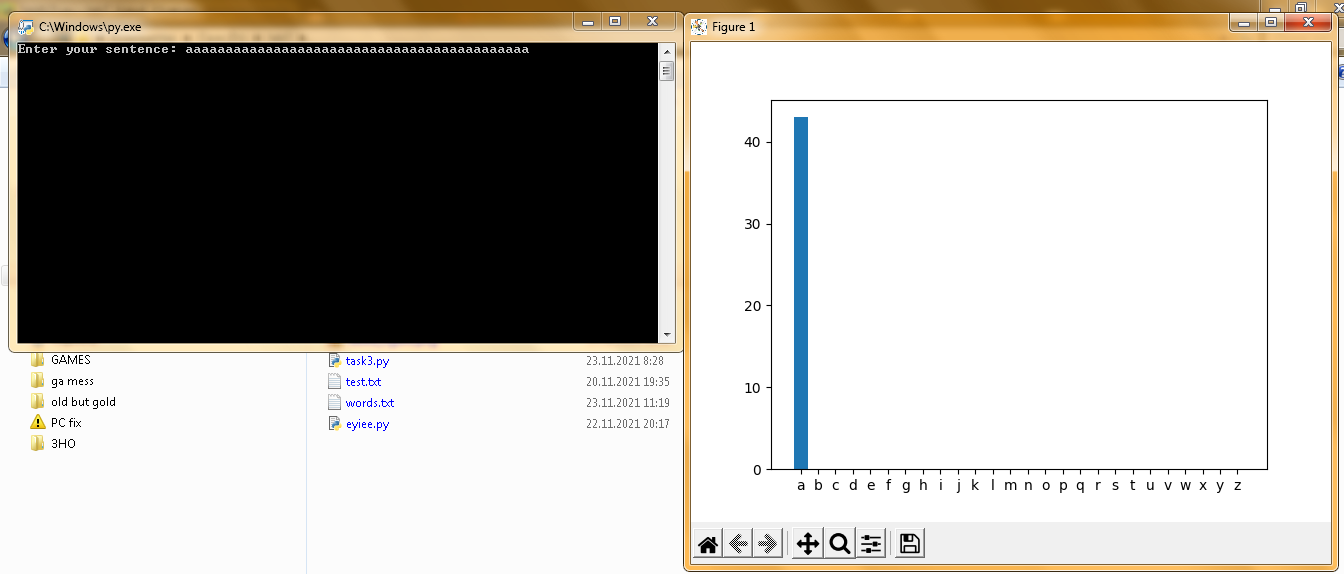 C:\Windows\py.exe
Enter your sentence: aaaaaaaaaaaaaaaaaaaaaaaaaaaaaaaaaaaaaaaaaaa
GAMES
ga mess
old but gold
PC fix
ЗНО
task3.py 23.11.2021 8:28
test.txt 20.11.2021 19:35
words.txt 23.11.2021 11:19
eyiee.py 22.11.2021 20:17
Figure 1
40
30
20
10
0
a b c d e f g h i j k l m n o p q r s t u v w x y z